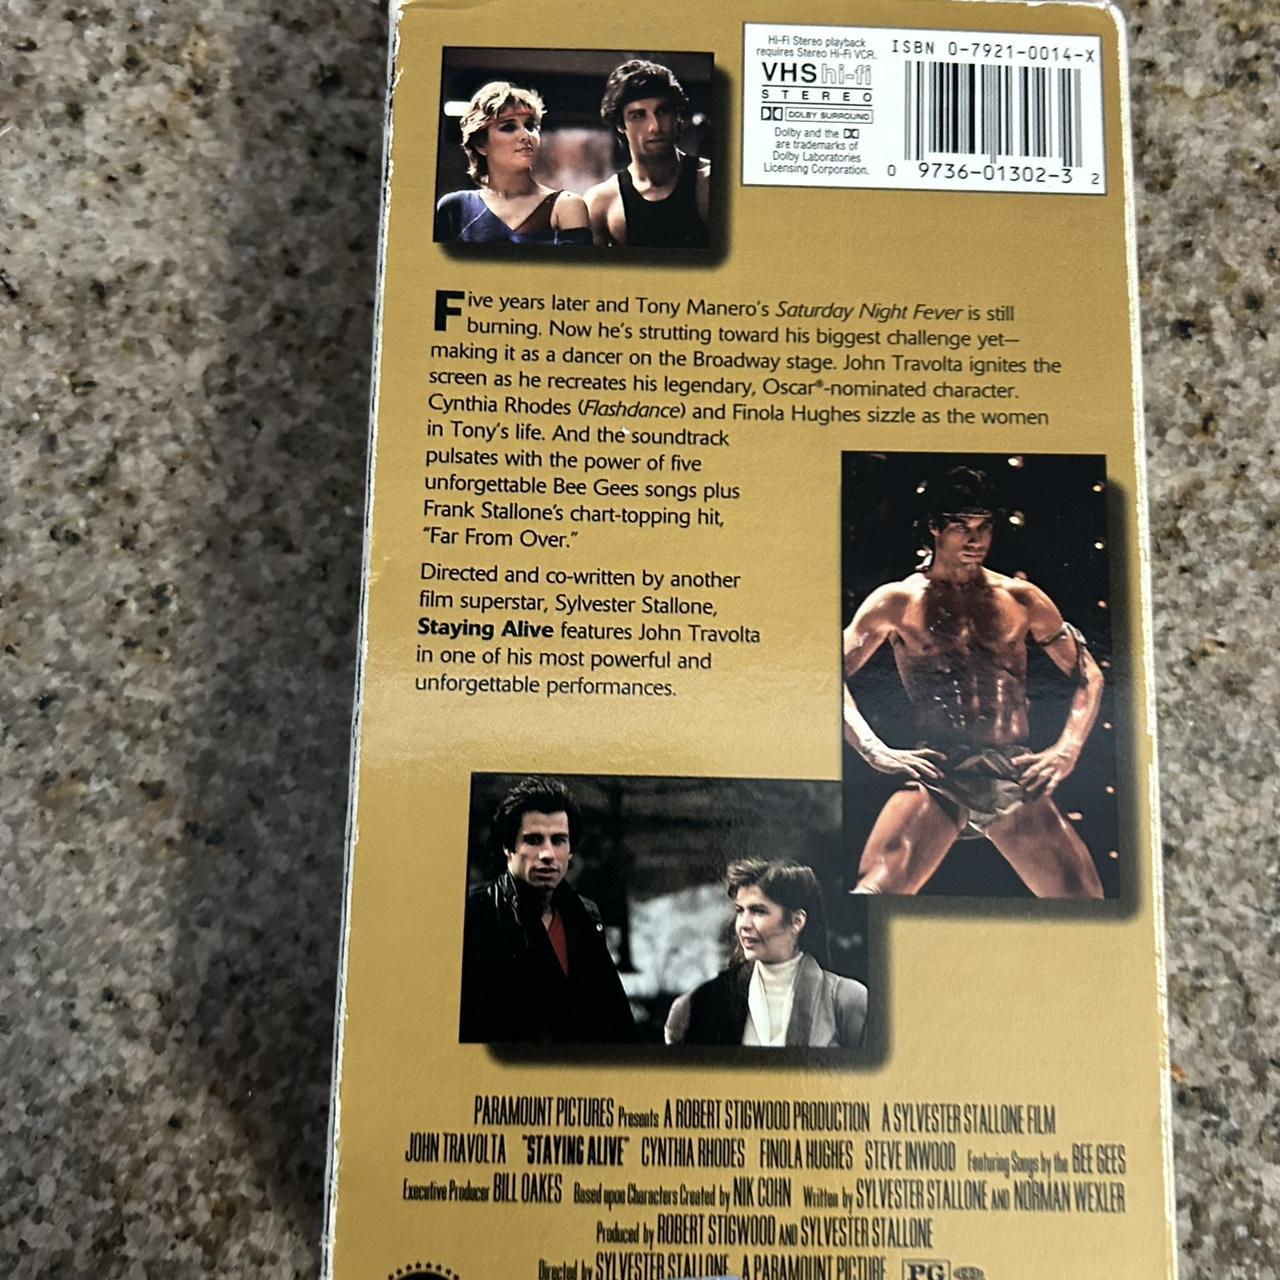 Hi-Fi Stereo playback
requires Stereo Hi-Fi VCR.
VHS hi-fi
STEREO
DOLBY SURROUND
Dolby and the
are trademarks of
Dolby Laboratories
Licensing Corporation.
ISBN 0-7921-0014-X
0 9736-01302-3 2
Five years later and Tony Manero's Saturday Night Fever is still
burning. Now he's strutting toward his biggest challenge yet—
making it as a dancer on the Broadway stage. John Travolta ignites the
screen as he recreates his legendary, Oscar®-nominated character.
Cynthia Rhodes (Flashdance) and Finola Hughes sizzle as the women
in Tony's life. And the soundtrack
pulsates with the power of five
unforgettable Bee Gees songs plus
Frank Stallone's chart-topping hit,
"Far From Over."
Directed and co-written by another
film superstar, Sylvester Stallone,
Staying Alive features John Travolta
in one of his most powerful and
unforgettable performances.
PARAMOUNT PICTURES Presents A ROBERT STIGWOOD PRODUCTION A SYLVESTER STALLONE FILM
JOHN TRAVOLTA "STAYING ALIVE" CYNTHIA RHODES FINOLA HUGHES STEVE INWOOD Featuring Songs by the BEE GEES
Executive Producer BILL OAKES Based upon Characters Created by NIK COHN Written by SYLVESTER STALLONE AND NORMAN WEXLER
Produced by ROBERT STIGWOOD AND SYLVESTER STALLONE
Directed by SYLVESTER STALLONE A PARAMOUNT PICTURE PG